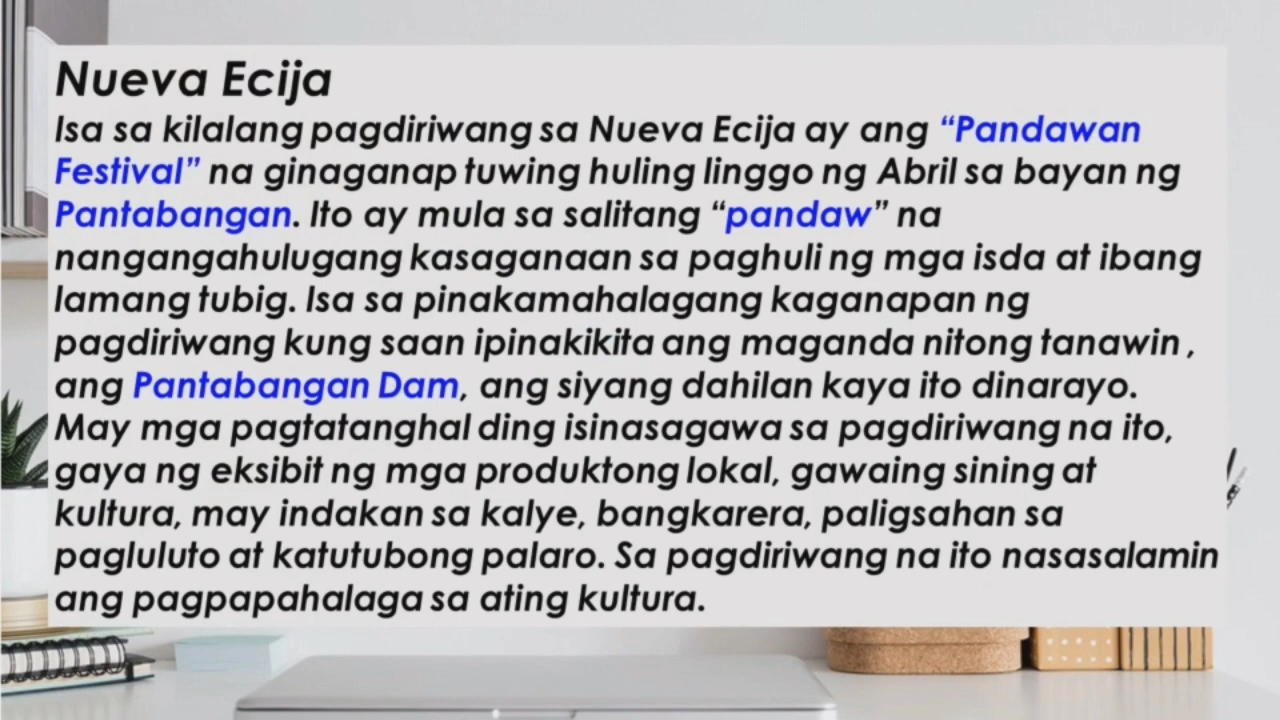 Nueva Ecija
Isa sa kilalang pagdiriwang sa Nueva Ecija ay ang “Pandawan
Festival” na ginaganap tuwing huling linggo ng Abril sa bayan ng
Pantabangan. Ito ay mula sa salitang “pandaw” na
nangangahulugang kasaganaan sa paghuli ng mga isda at ibang
lamang tubig. Isa sa pinakamahalagang kaganapan ng
pagdiriwang kung saan ipinakikita ang maganda nitong tanawin ,
ang Pantabangan Dam, ang siyang dahilan kaya ito dinarayo.
May mga pagtatanghal ding isinasagawa sa pagdiriwang na ito,
gaya ng eksibit ng mga produktong lokal, gawaing sining at
kultura, may indakan sa kalye, bangkarera, paligsahan sa
pagluluto at katutubong palaro. Sa pagdiriwang na ito nasasalamin
ang pagpapahalaga sa ating kultura.